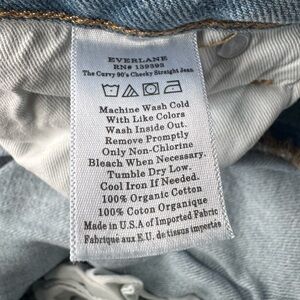 EVERLANE
RN# 139393
The Curvy 90's Cheeky Straight Jean
Machine Wash Cold
With Like Colors
Wash Inside Out.
Remove Promptly
Only Non-Chlorine
Bleach When Necessary.
Tumble Dry Low.
Cool Iron If Needed.
100% Organic Cotton
100% Coton Organique
Made in U.S.A of Imported Fabric
Fabriqué aux E.U. de tissus importés